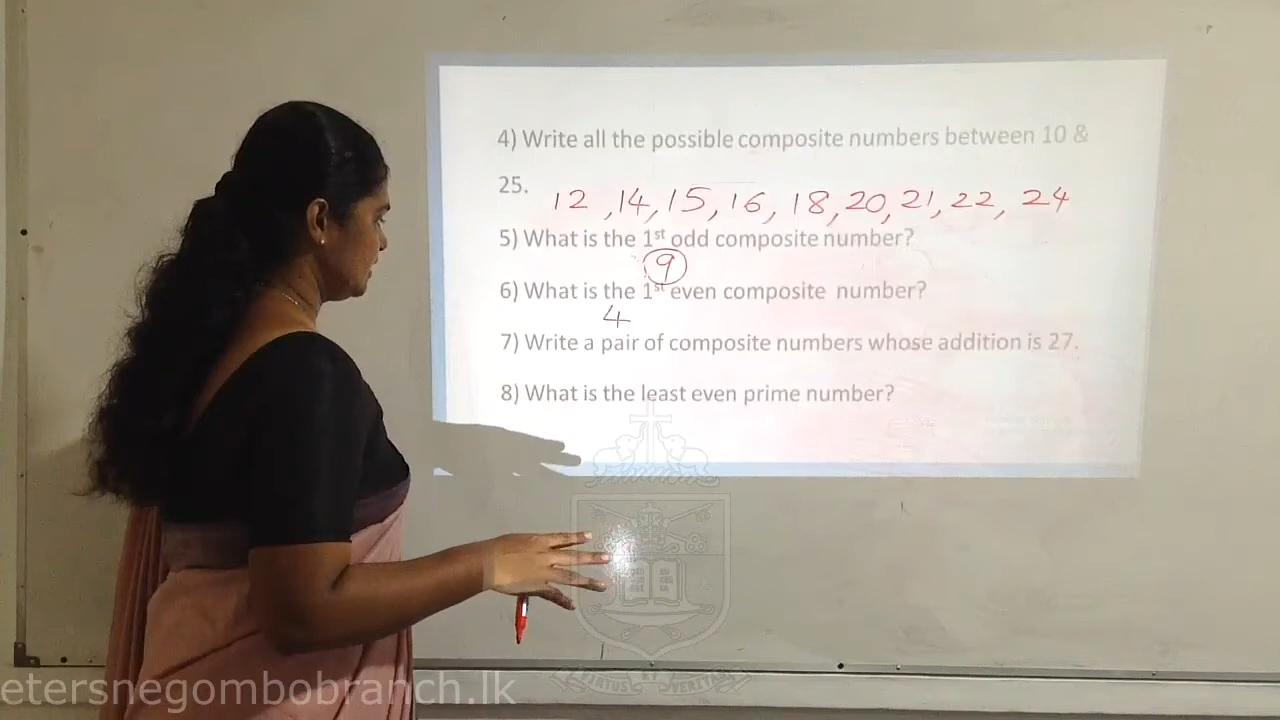 4) Write all the possible composite numbers between 10 &
25. 12, 14, 15, 16, 18, 20, 21, 22, 24
5) What is the 1st odd composite number?
9
6) What is the 1st even composite number?
4
7) Write a pair of composite numbers whose addition is 27.
8) What is the least even prime number?
VIRTUS ET VERITAS
etersnegombobranch.lk